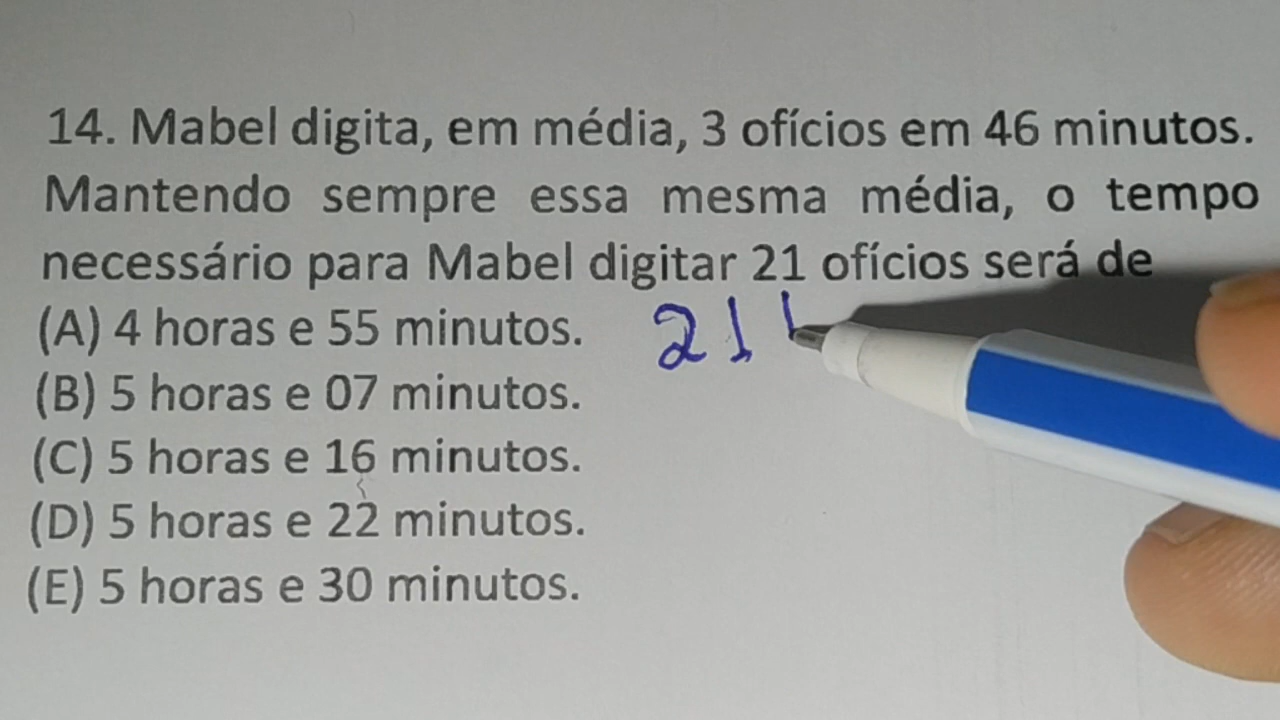 14. Mabel digita, em média, 3 ofícios em 46 minutos.
Mantendo sempre essa mesma média, o tempo
necessário para Mabel digitar 21 ofícios será de
(A) 4 horas e 55 minutos.
21
(B) 5 horas e 07 minutos.
(C) 5 horas e 16 minutos.
(D) 5 horas e 22 minutos.
(E) 5 horas e 30 minutos.